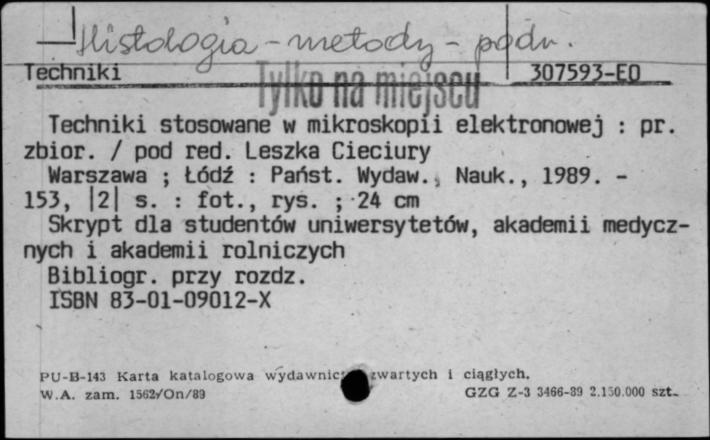 Histologia - metody - podr.
Techniki 307593-EO
Tylko na miejscu
Techniki stosowane w mikroskopii elektronowej : pr.
zbior. / pod red. Leszka Cieciury
Warszawa ; Łódź : Państ. Wydaw., Nauk., 1989. -
153, |2| s. : fot., rys. ; 24 cm
Skrypt dla studentów uniwersytetów, akademii medycz-
nych i akademii rolniczych
Bibliogr. przy rozdz.
ISBN 83-01-09012-X
PU-B-143 Karta katalogowa wydawnic zwartych i ciągłych.
W.A. zam. 1562/On/89 GZG Z-3 3466-89 2.150.000 szt.